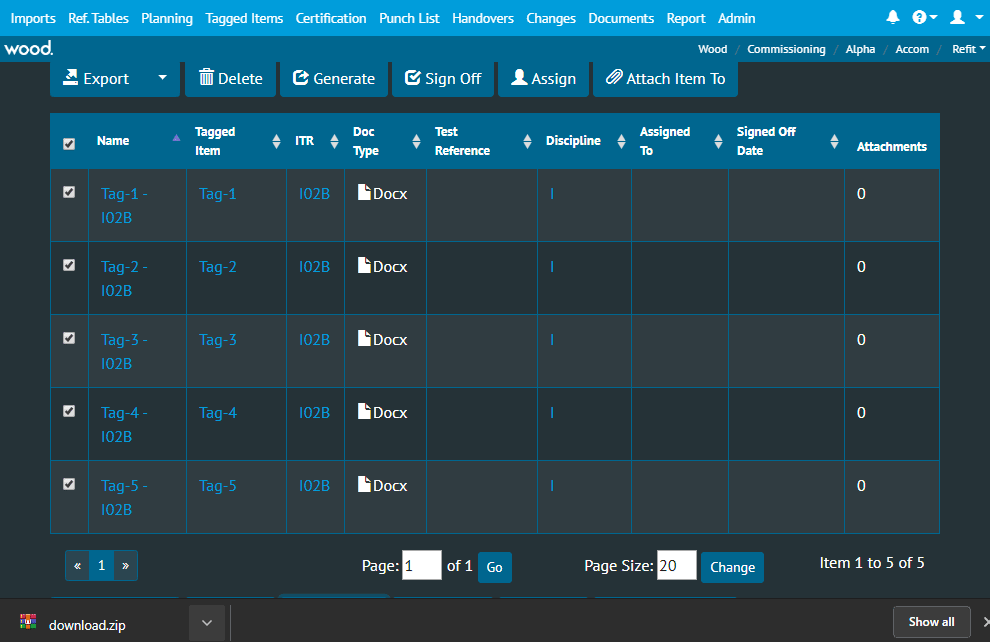 Imports Ref. Tables Planning Tagged Items Certification Punch List Handovers Changes Documents Report Admin
wood. Wood / Commissioning / Alpha / Accom / Refit
Export Delete Generate Sign Off Assign Attach Item To
Name Tagged Item ITR Doc Type Test Reference Discipline Assigned To Signed Off Date Attachments
Tag-1 - Tag-1 I02B Docx I 0
I02B
Tag-2 - Tag-2 I02B Docx I 0
I02B
Tag-3 - Tag-3 I02B Docx I 0
I02B
Tag-4 - Tag-4 I02B Docx I 0
I02B
Tag-5 - Tag-5 I02B Docx I 0
I02B
« 1 » Page: 1 of 1 Go Page Size: 20 Change Item 1 to 5 of 5
download.zip Show all